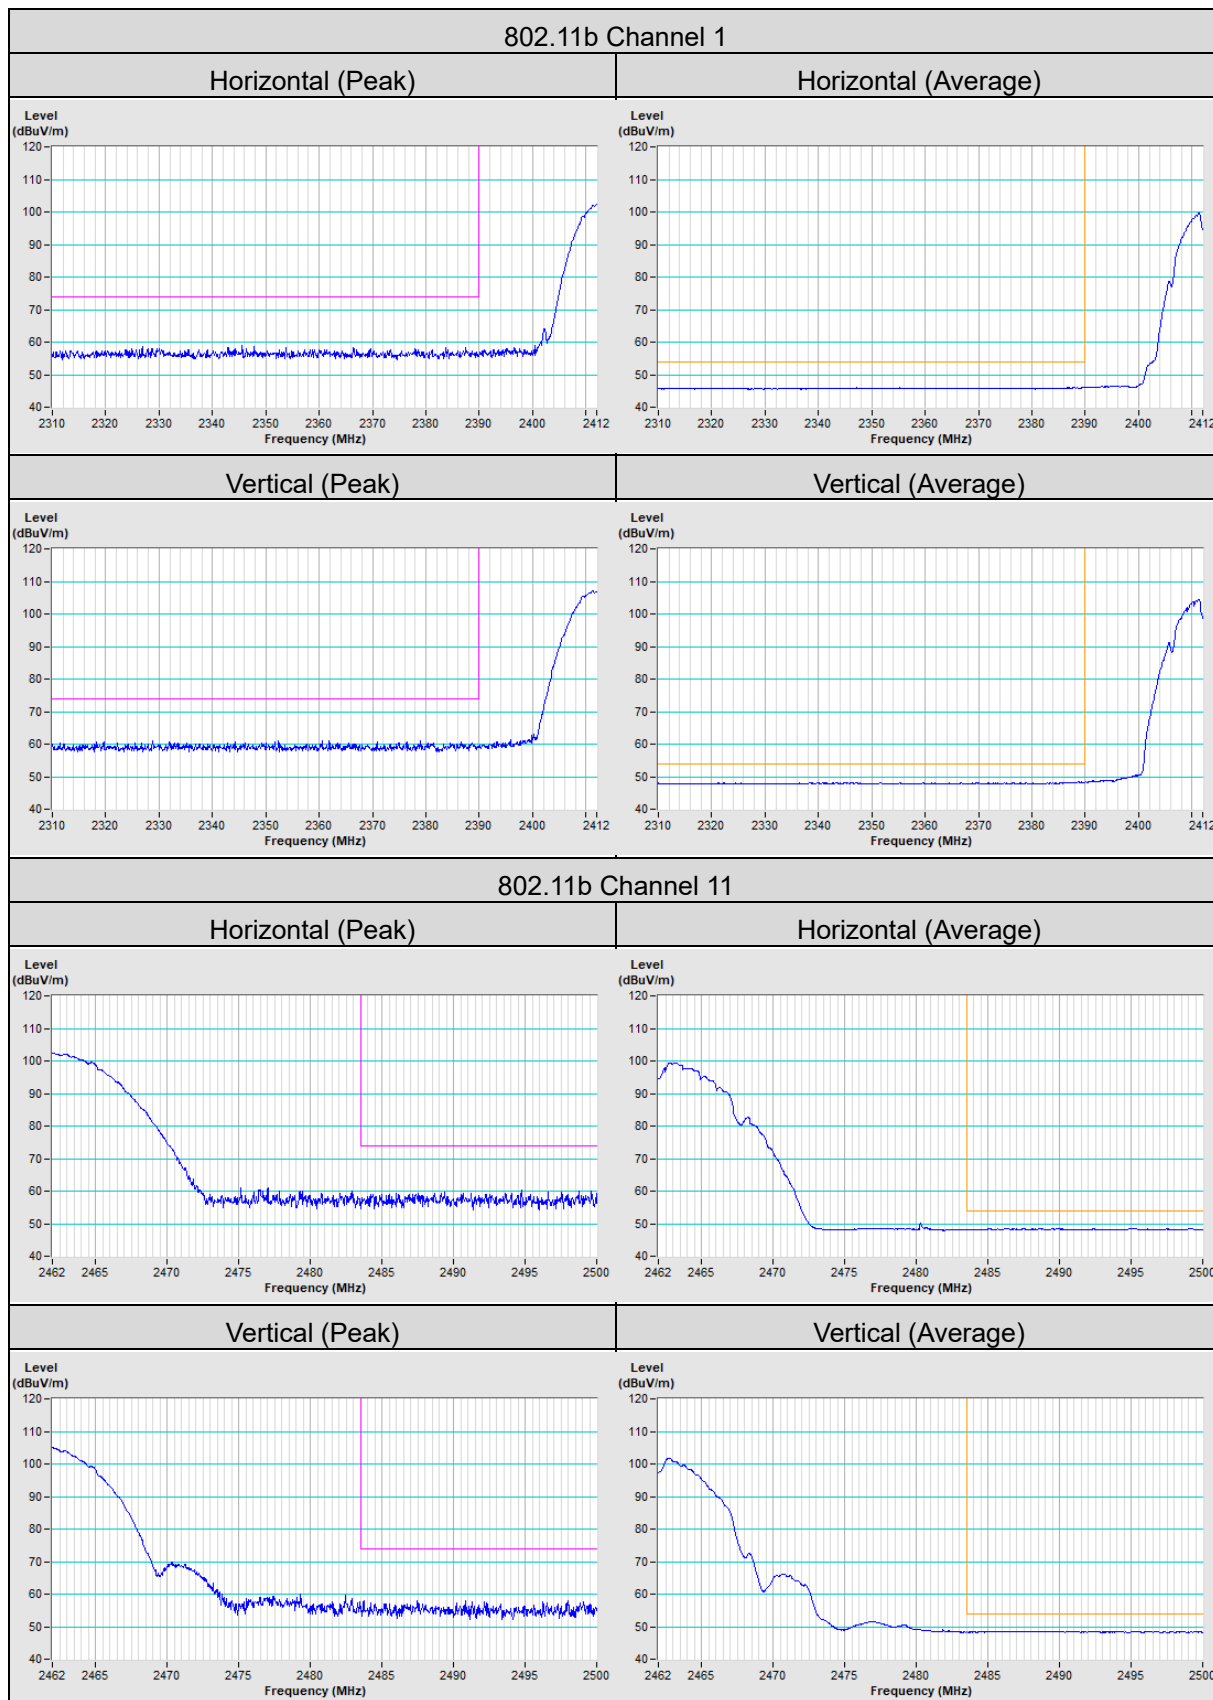 802.11b Channel 1
Horizontal (Peak)
Horizontal (Average)
Level
(dBuV/m)
120
110
100
90
80
70
60
50
40
2310 2320 2330 2340 2350 2360 2370 2380 2390 2400 2412
Frequency (MHz)
Level
(dBuV/m)
120
110
100
90
80
70
60
50
40
2310 2320 2330 2340 2350 2360 2370 2380 2390 2400 2412
Frequency (MHz)
Vertical (Peak)
Vertical (Average)
Level
(dBuV/m)
120
110
100
90
80
70
60
50
40
2310 2320 2330 2340 2350 2360 2370 2380 2390 2400 2412
Frequency (MHz)
Level
(dBuV/m)
120
110
100
90
80
70
60
50
40
2310 2320 2330 2340 2350 2360 2370 2380 2390 2400 2412
Frequency (MHz)
802.11b Channel 11
Horizontal (Peak)
Horizontal (Average)
Level
(dBuV/m)
120
110
100
90
80
70
60
50
40
2462 2465 2470 2475 2480 2485 2490 2495 2500
Frequency (MHz)
Level
(dBuV/m)
120
110
100
90
80
70
60
50
40
2462 2465 2470 2475 2480 2485 2490 2495 2500
Frequency (MHz)
Vertical (Peak)
Vertical (Average)
Level
(dBuV/m)
120
110
100
90
80
70
60
50
40
2462 2465 2470 2475 2480 2485 2490 2495 2500
Frequency (MHz)
Level
(dBuV/m)
120
110
100
90
80
70
60
50
40
2462 2465 2470 2475 2480 2485 2490 2495 2500
Frequency (MHz)